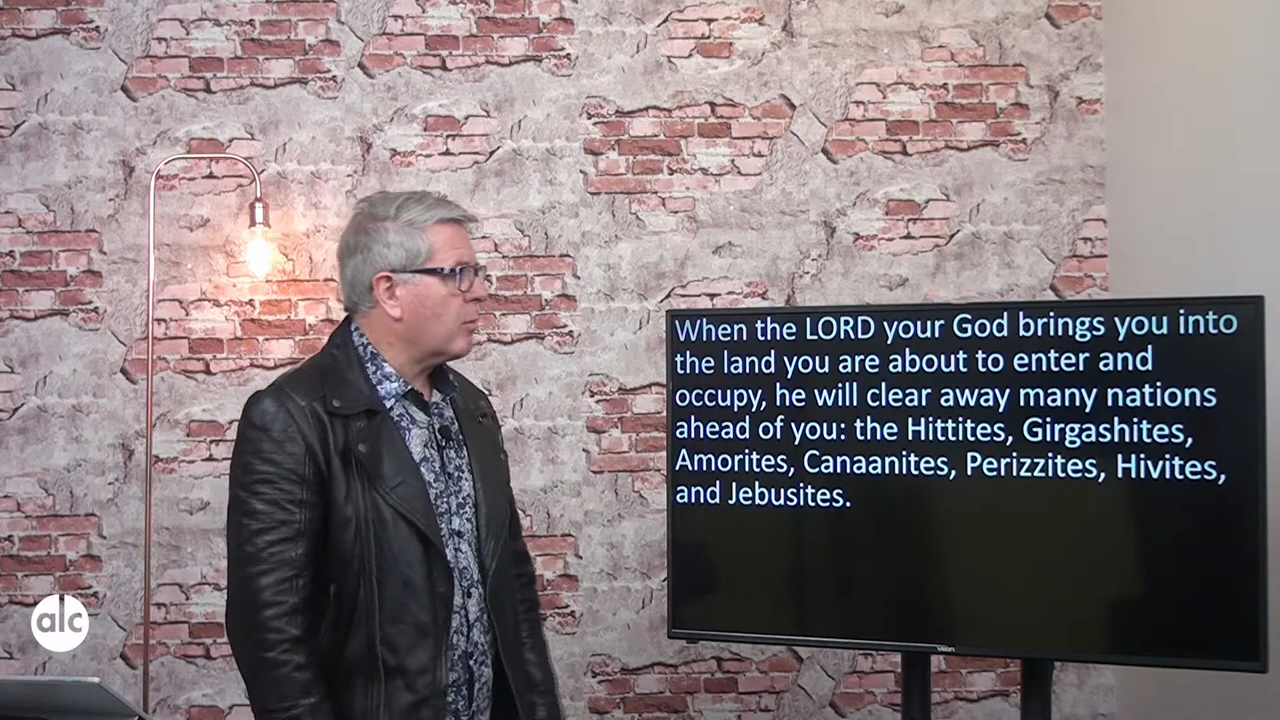 When the LORD your God brings you into
the land you are about to enter and
occupy, he will clear away many nations
ahead of you: the Hittites, Girgashites,
Amorites, Canaanites, Perizzites, Hivites,
and Jebusites.
alc